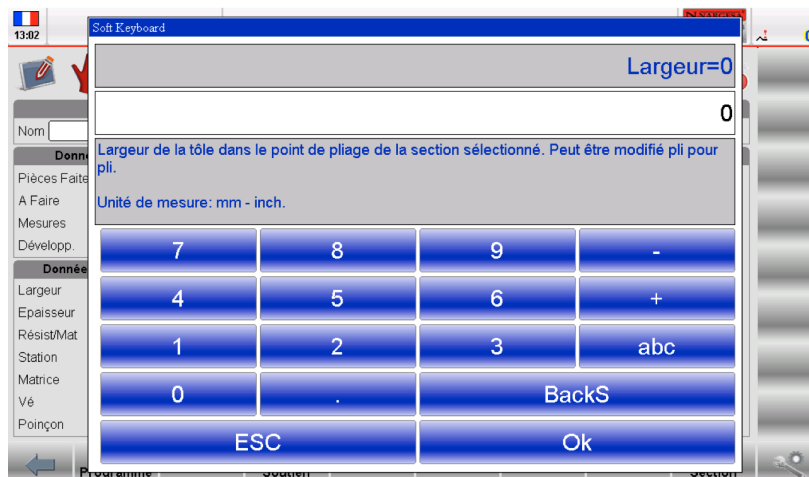 13:02
Soft Keyboard
Largeur=0
0
Largeur de la tôle dans le point de pliage de la section sélectionné. Peut être modifié pli pour
pli.
Unité de mesure: mm - inch.
Nom
Pièces Faite
A Faire
Mesures
Développ.
Largeur
Epaisseur
Résist/Mat
Station
Matrice
Vé
Poinçon
7 8 9 -
4 5 6 +
1 2 3 abc
0 . BackS
ESC Ok